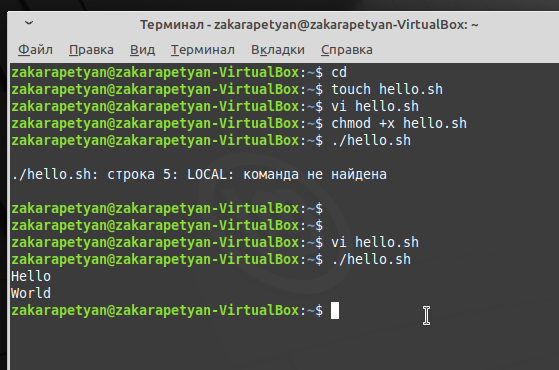 Терминал - zakarapetyan@zakarapetyan-VirtualBox: ~
Файл Правка Вид Терминал Вкладки Справка
zakarapetyan@zakarapetyan-VirtualBox:~$ cd
zakarapetyan@zakarapetyan-VirtualBox:~$ touch hello.sh
zakarapetyan@zakarapetyan-VirtualBox:~$ vi hello.sh
zakarapetyan@zakarapetyan-VirtualBox:~$ chmod +x hello.sh
zakarapetyan@zakarapetyan-VirtualBox:~$ ./hello.sh
./hello.sh: строка 5: LOCAL: команда не найдена
zakarapetyan@zakarapetyan-VirtualBox:~$
zakarapetyan@zakarapetyan-VirtualBox:~$
zakarapetyan@zakarapetyan-VirtualBox:~$ vi hello.sh
zakarapetyan@zakarapetyan-VirtualBox:~$ ./hello.sh
Hello
World
zakarapetyan@zakarapetyan-VirtualBox:~$